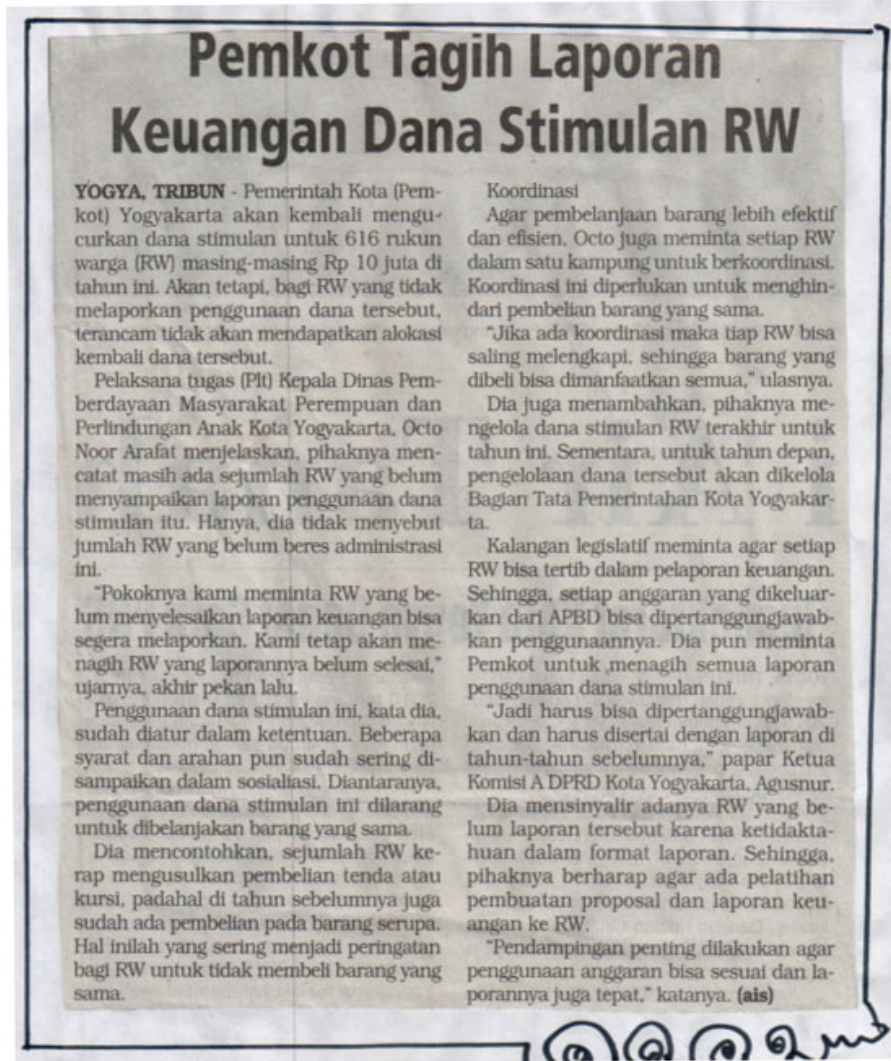 Pemkot Tagih Laporan
Keuangan Dana Stimulan RW
YOGYA, TRIBUN - Pemerintah Kota (Pem-
kot) Yogyakarta akan kembali mengu-
curkan dana stimulan untuk 616 rukun
warga (RW) masing-masing Rp 10 juta di
tahun ini. Akan tetapi, bagi RW yang tidak
melaporkan penggunaan dana tersebut,
terancam tidak akan mendapatkan alokasi
kembali dana tersebut.
Pelaksana tugas (Plt) Kepala Dinas Pem-
berdayaan Masyarakat Perempuan dan
Perlindungan Anak Kota Yogyakarta, Octo
Noor Arafat menjelaskan, pihaknya men-
catat masih ada sejumlah RW yang belum
menyampaikan laporan penggunaan dana
stimulan itu. Hanya, dia tidak menyebut
jumlah RW yang belum beres administrasi
ini.
"Pokoknya kami meminta RW yang be-
lum menyelesaikan laporan keuangan bisa
segera melaporkan. Kami tetap akan me-
nagih RW yang laporannya belum selesai,"
ujarnya, akhir pekan lalu.
Penggunaan dana stimulan ini, kata dia,
sudah diatur dalam ketentuan. Beberapa
syarat dan arahan pun sudah sering di-
sampaikan dalam sosialiasi. Diantaranya,
penggunaan dana stimulan ini dilarang
untuk dibelanjakan barang yang sama.
Dia mencontohkan, sejumlah RW ke-
rap mengusulkan pembelian tenda atau
kursi, padahal di tahun sebelumnya juga
sudah ada pembelian pada barang serupa.
Hal inilah yang sering menjadi peringatan
bagi RW untuk tidak membeli barang yang
sama.
Koordinasi
Agar pembelanjaan barang lebih efektif
dan efisien, Octo juga meminta setiap RW
dalam satu kampung untuk berkoordinasi.
Koordinasi ini diperlukan untuk menghin-
dari pembelian barang yang sama.
"Jika ada koordinasi maka tiap RW bisa
saling melengkapi, sehingga barang yang
dibeli bisa dimanfaatkan semua," ulasnya.
Dia juga menambahkan, pihaknya me-
ngelola dana stimulan RW terakhir untuk
tahun ini. Sementara, untuk tahun depan,
pengelolaan dana tersebut akan dikelola
Bagian Tata Pemerintahan Kota Yogyakar-
ta.
Kalangan legislatif meminta agar setiap
RW bisa tertib dalam pelaporan keuangan.
Sehingga, setiap anggaran yang dikeluar-
kan dari APBD bisa dipertanggungjawab-
kan penggunaannya. Dia pun meminta
Pemkot untuk menagih semua laporan
penggunaan dana stimulan ini.
"Jadi harus bisa dipertanggungjawab-
kan dan harus disertai dengan laporan di
tahun-tahun sebelumnya," papar Ketua
Komisi A DPRD Kota Yogyakarta, Agusnur.
Dia mensinyalir adanya RW yang be-
lum laporan tersebut karena ketidakta-
huan dalam format laporan. Sehingga,
pihaknya berharap agar ada pelatihan
pembuatan proposal dan laporan keu-
angan ke RW.
"Pendampingan penting dilakukan agar
penggunaan anggaran bisa sesuai dan la-
porannya juga tepat," katanya. (ais)